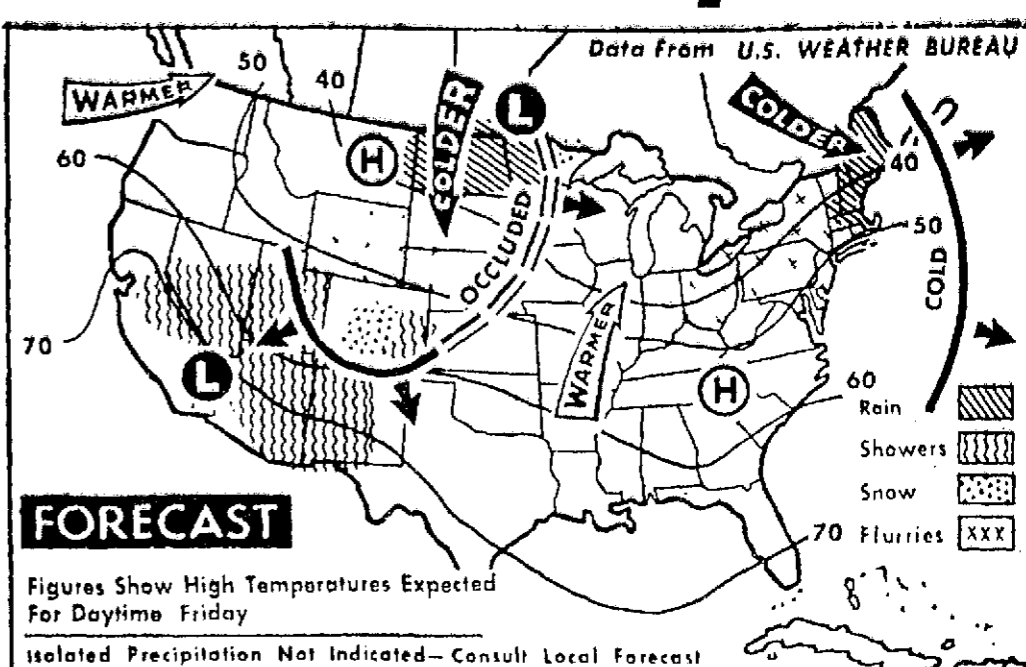 Data From U.S. WEATHER BUREAU
WARMER
50
40
COLDER
L
COLDER
H
40
60
OCCLUDED
50
COLD
70
L
WARMER
H
60
Rain
Showers
Snow
70
Flurries
XXX
FORECAST
Figures Show High Temperatures Expected
For Daytime Friday
Isolated Precipitation Not Indicated— Consult Local Forecast